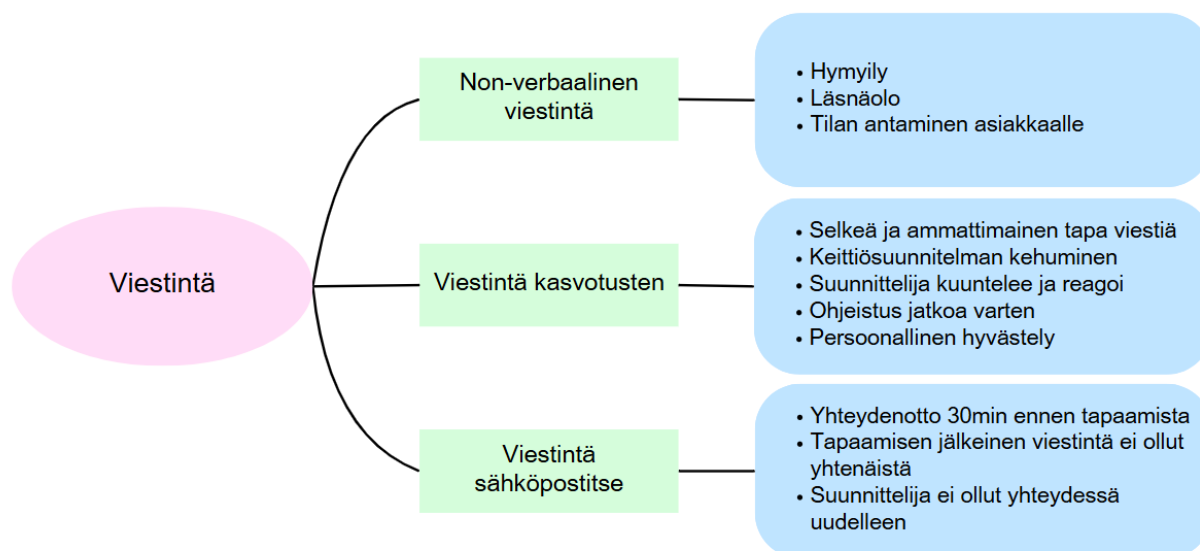 Viestintä
Non-verbaalinen
viestintä
• Hymyily
• Läsnäolo
• Tilan antaminen asiakkaalle
Viestintä kasvotusten
• Selkeä ja ammattimainen tapa viestiä
• Keittiösuunnitelman kehuminen
• Suunnittelija kuuntelee ja reagoi
• Ohjeistus jatkoa varten
• Persoonallinen hyvästely
Viestintä
sähköpostitse
• Yhteydenotto 30min ennen tapaamista
• Tapaamisen jälkeinen viestintä ei ollut
yhtenäistä
• Suunnittelija ei ollut yhteydessä
uudelleen